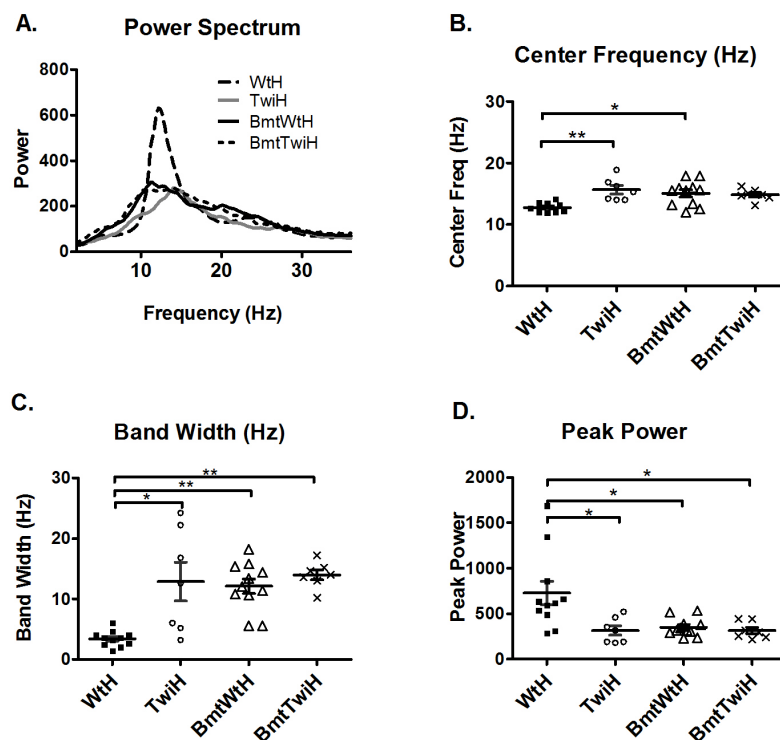 A.
Power Spectrum
800
600
400
200
0
Power
10
20
30
Frequency (Hz)
WtH
TwiH
BmtWtH
BmtTwiH
B.
Center Frequency (Hz)
30
20
10
0
Center Freq (Hz)
*
**
WtH
TwiH
BmtWtH
BmtTwiH
C.
Band Width (Hz)
30
20
10
0
Band Width (Hz)
**
**
*
WtH
TwiH
BmtWtH
BmtTwiH
D.
Peak Power
2000
1500
1000
500
0
Peak Power
*
*
*
WtH
TwiH
BmtWtH
BmtTwiH